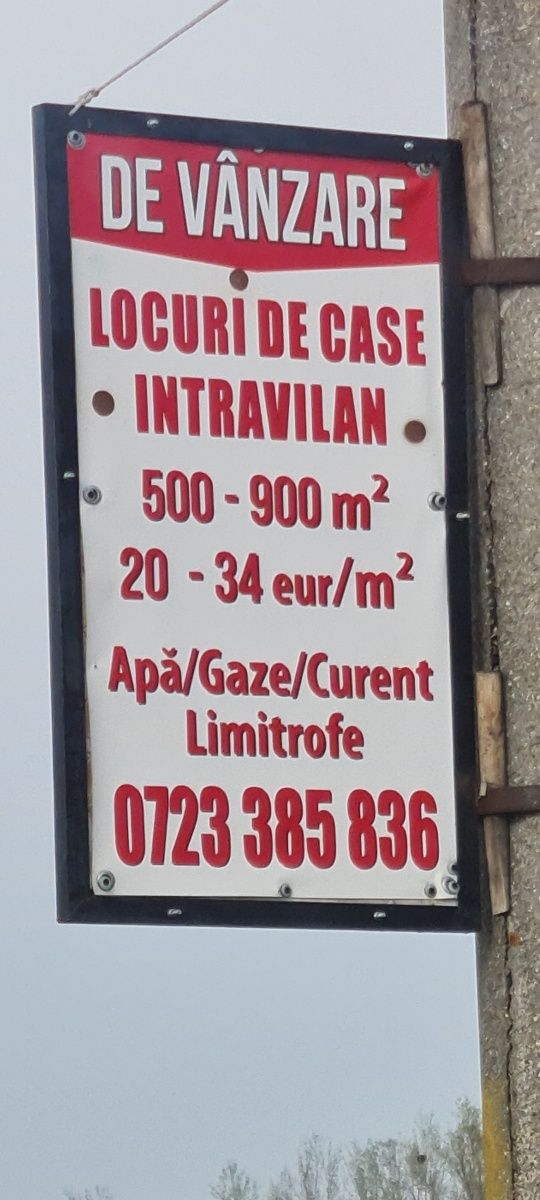 DE VÂNZARE
LOCURI DE CASE
INTRAVILAN
500 - 900 m²
20 - 34 eur/m²
Apă/Gaze/Curent
Limitrofe
0723 385 836